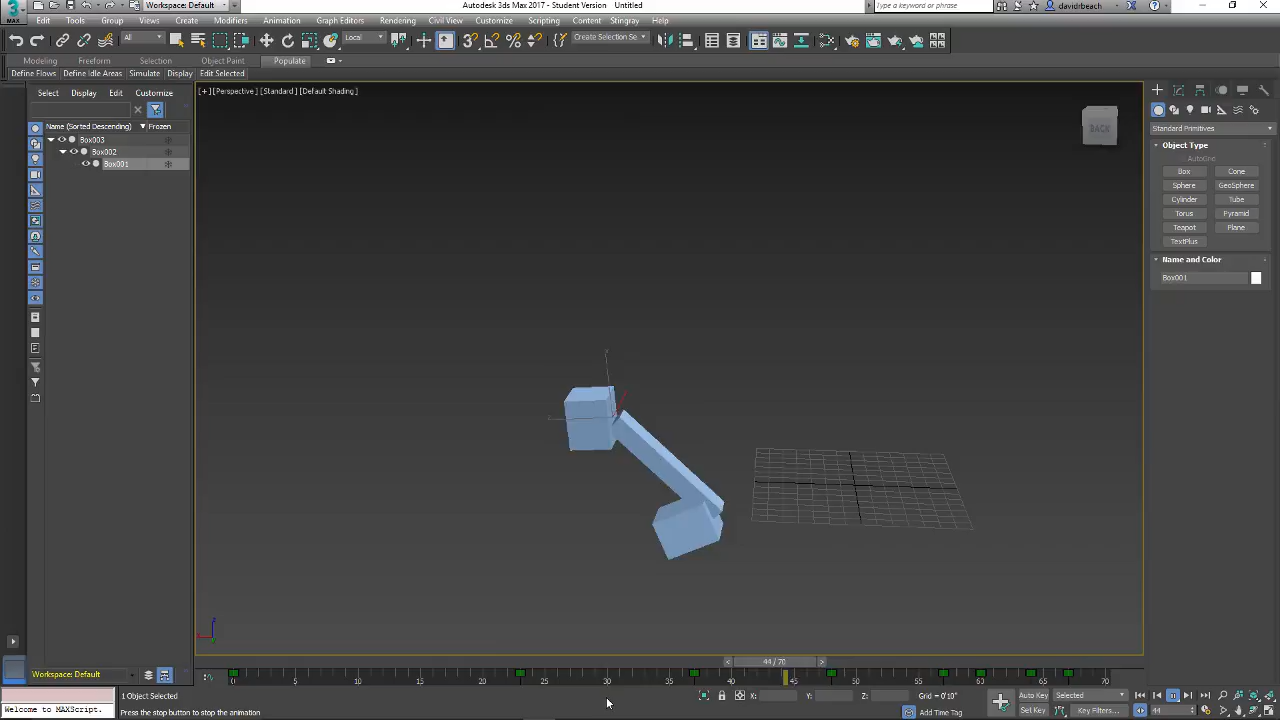 MAX
Workspace: Default
Autodesk 3ds Max 2017 - Student Version
Untitled
Type a keyword or phrase
davidrbeach
Edit Tools Group Views Create Modifiers Animation Graph Editors Rendering Civil View Customize Scripting Content Stingray Help
All Local Create Selection Se
Modeling Freeform Selection Object Paint Populate
Define Flows Define Idle Areas Simulate Display Edit Selected
Select Display Edit Customize
Name (Sorted Descending) Frozen
Box003
Box002
Box001
[+] [Perspective] [Standard] [Default Shading]
BACK
Standard Primitives
Object Type
AutoGrid
Box Cone
Sphere GeoSphere
Cylinder Tube
Torus Pyramid
Teapot Plane
TextPlus
Name and Color
Box001
Workspace: Default
44 / 70
0 5 10 15 20 25 30 35 40 45 50 55 60 65 70
1 Object Selected
X: Y: Z: Grid = 0'10"
Auto Key Selected
Welcome to MAXScript.
Press the stop button to stop the animation
Add Time Tag
Set Key Key Filters...
44